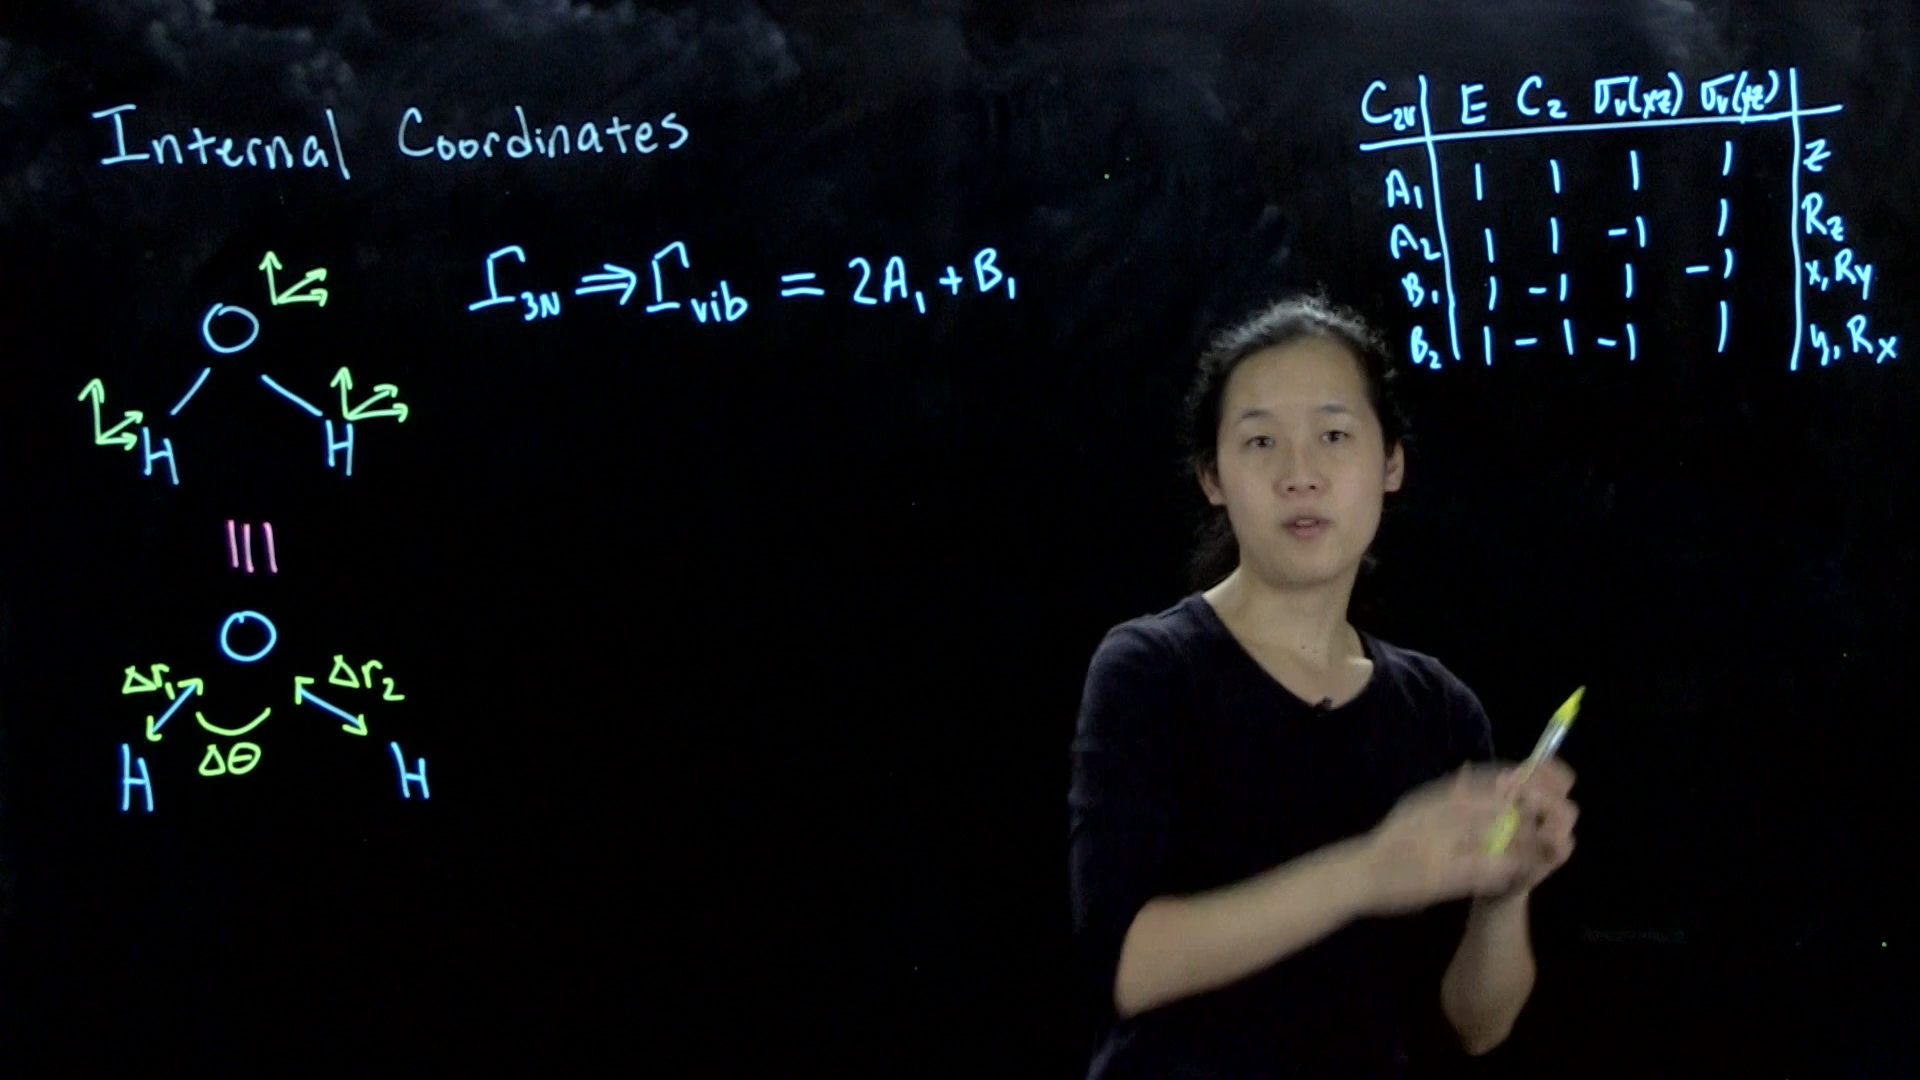 Internal Coordinates
Γ3N ⇒ Γvib = 2A1 + B1
O
H H
≡
O
Δr1 Δr2
Δθ
H H
C2v E C2 σv(xz) σv(yz)
A1 1 1 1 1 z
A2 1 1 -1 1 Rz
B1 1 -1 1 -1 x, Ry
B2 1 -1 -1 1 y, Rx